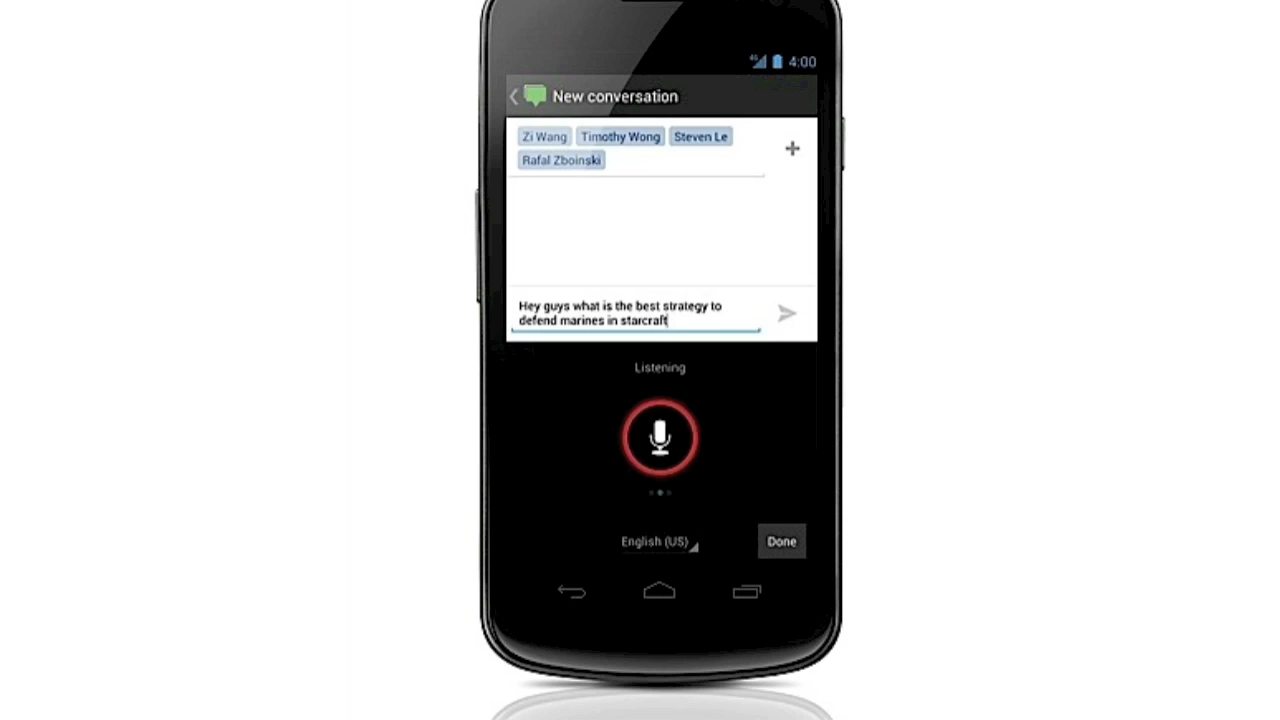 4G 4:00
New conversation
Zi Wang Timothy Wong Steven Le
Rafal Zboinski
Hey guys what is the best strategy to
defend marines in starcraft
Listening
English (US)
Done